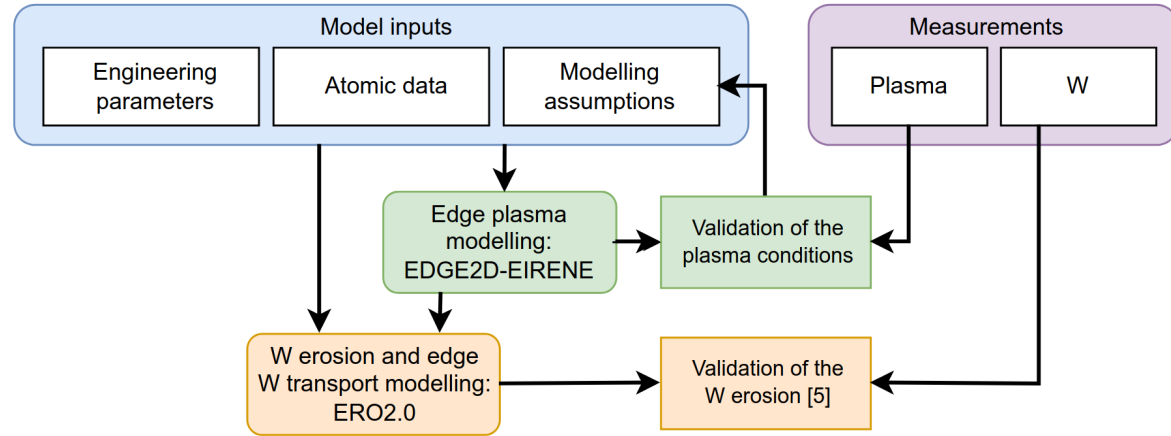 Model inputs
Measurements
Engineering
parameters
Atomic data
Modelling
assumptions
Plasma
W
Edge plasma
modelling:
EDGE2D-EIRENE
Validation of the
plasma conditions
W erosion and edge
W transport modelling:
ERO2.0
Validation of the
W erosion [5]